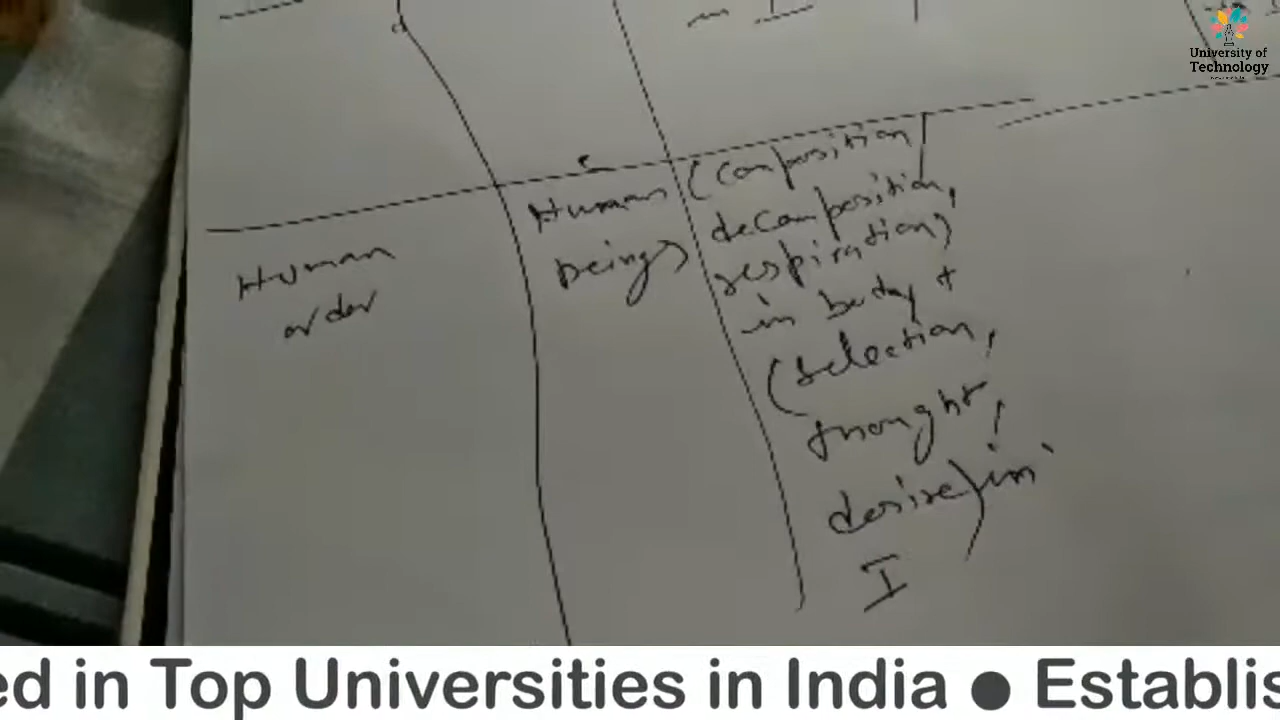 University of
Technology
Human
order
Human
beings
(composition
decomposition,
respiration)
in body +
(selection,
thought,
desire) in
I
ed in Top Universities in India ● Establis